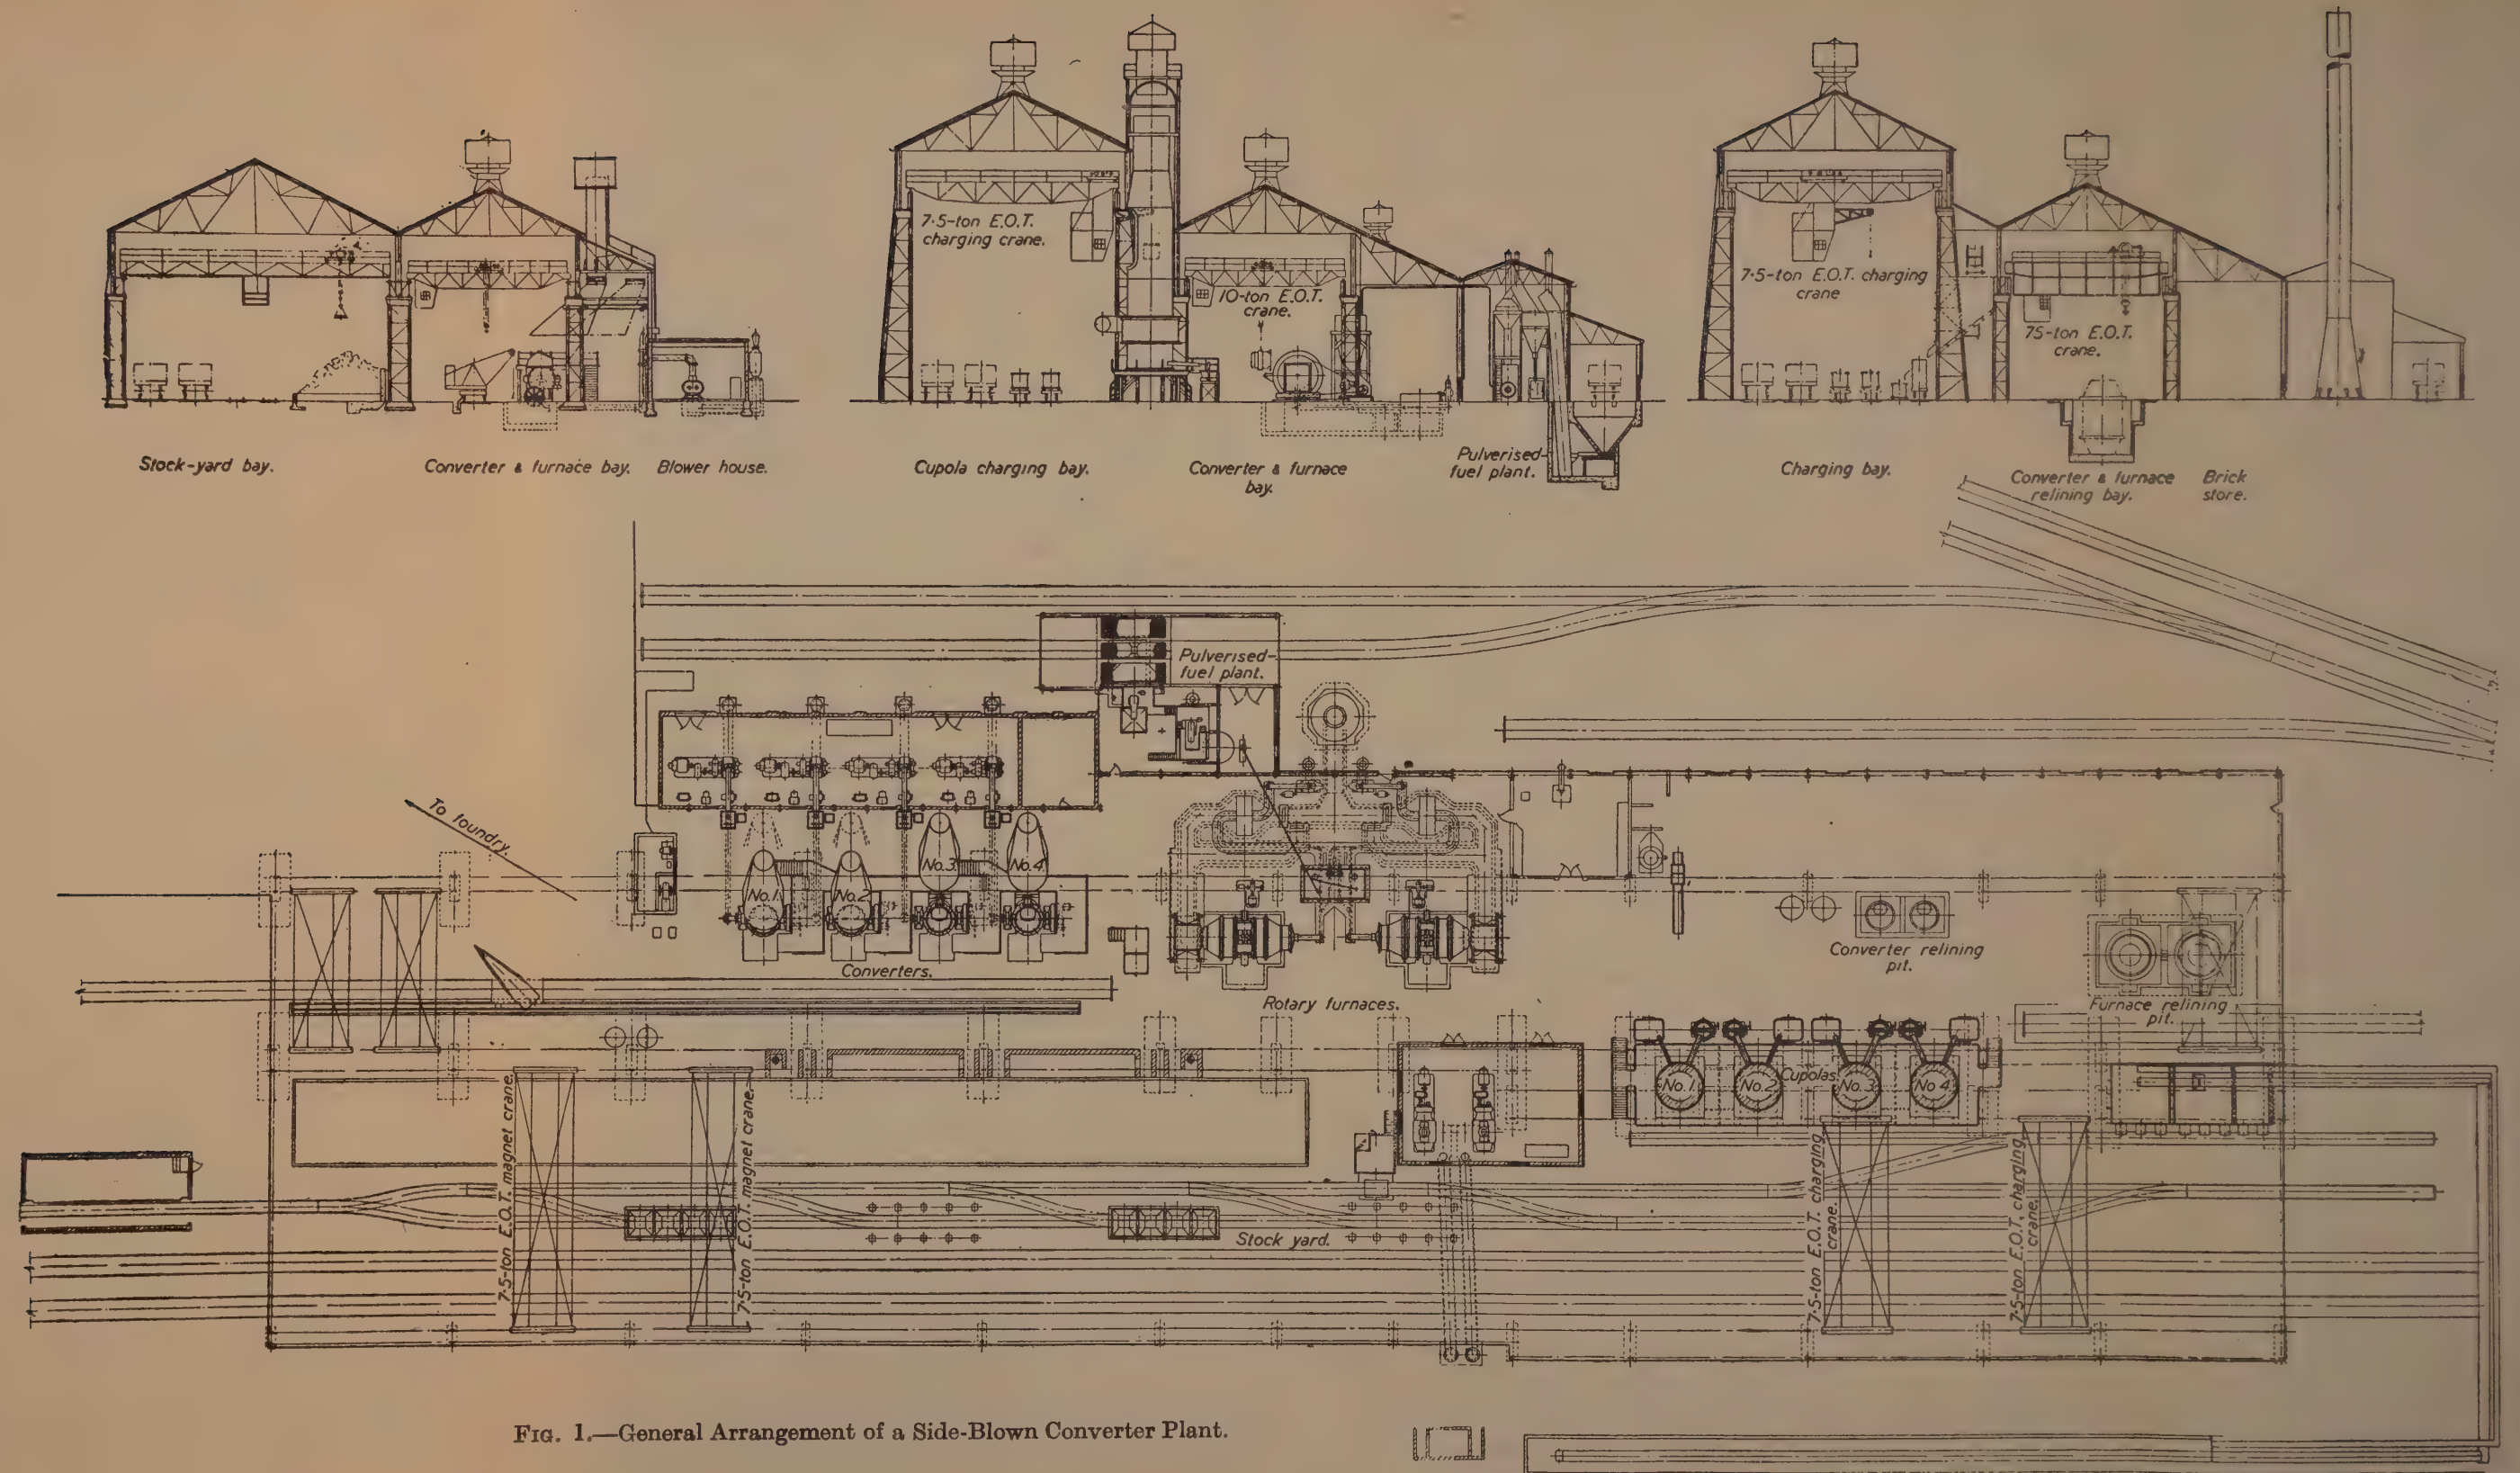 7·5-ton E.O.T.
charging crane.
10-ton E.O.T.
crane.
7·5-ton E.O.T. charging
crane
75-ton E.O.T.
crane.
Stock-yard bay.
Converter & furnace bay.
Blower house.
Cupola charging bay.
Converter & furnace
bay.
Pulverised-
fuel plant.
Charging bay.
Converter & furnace
relining bay.
Brick
store.
Pulverised-
fuel plant.
To foundry.
No.1.
No.2
No.3
No.4
Converters.
Rotary furnaces.
Converter relining
pit.
Furnace relining
pit.
No.1
No.2
Cupolas
No.3
No.4
7·5-ton E.O.T. magnet crane.
7·5-ton E.O.T. magnet crane.
Stock yard.
7·5-ton E.O.T. charging
crane.
7·5-ton E.O.T. charging
crane.
FIG. 1.—General Arrangement of a Side-Blown Converter Plant.